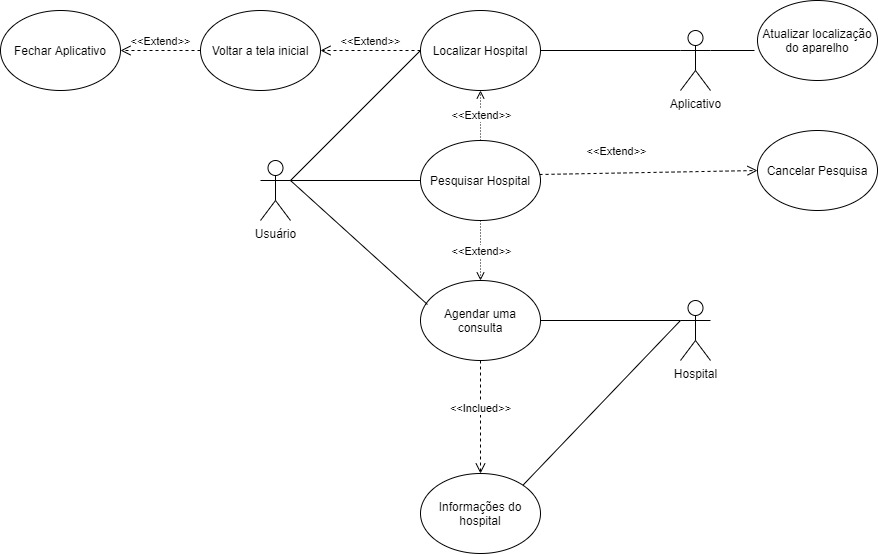 Fechar Aplicativo
<<Extend>>
Voltar a tela inicial
<<Extend>>
Localizar Hospital
Aplicativo
Atualizar localização
do aparelho
<<Extend>>
Usuário
Pesquisar Hospital
<<Extend>>
Cancelar Pesquisa
<<Extend>>
Agendar uma
consulta
Hospital
<<Inclued>>
Informações do
hospital